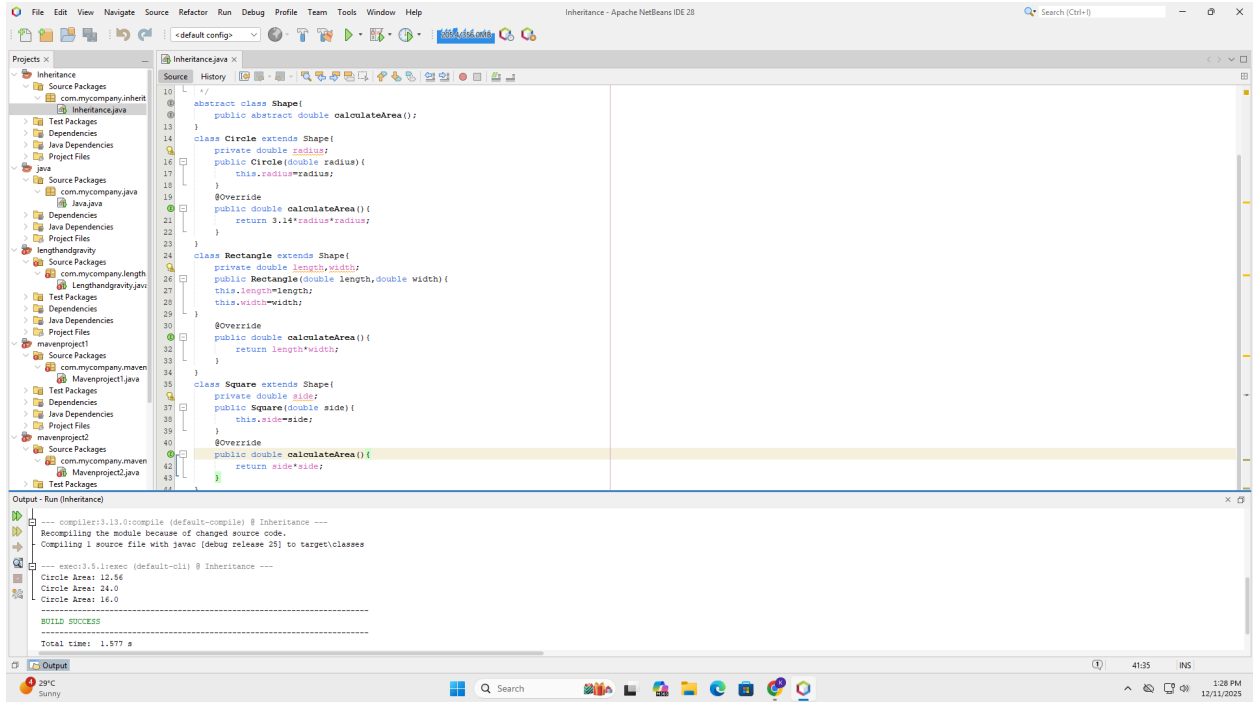 File Edit View Navigate Source Refactor Run Debug Profile Team Tools Window Help
Inheritance - Apache NetBeans IDE 28
Search (Ctrl+I)
<default config>
Projects
Inheritance
Source Packages
com.mycompany.inherit
Inheritance.java
Test Packages
Dependencies
Java Dependencies
Project Files
java
Source Packages
com.mycompany.java
Java.java
Dependencies
Java Dependencies
Project Files
lengthandgravity
Source Packages
com.mycompany.length
Lengthandgravity.java
Test Packages
Dependencies
Java Dependencies
Project Files
mavenproject1
Source Packages
com.mycompany.maven
Mavenproject1.java
Test Packages
Dependencies
Java Dependencies
Project Files
mavenproject2
Source Packages
com.mycompany.maven
Mavenproject2.java
Test Packages
Inheritance.java
Source History
10 */
abstract class Shape{
public abstract double calculateArea();
13 }
14 class Circle extends Shape{
private double radius;
16 public Circle(double radius){
17 this.radius=radius;
18 }
19 @Override
public double calculateArea(){
21 return 3.14*radius*radius;
22 }
23 }
24 class Rectangle extends Shape{
private double length,width;
26 public Rectangle(double length,double width){
27 this.length=length;
28 this.width=width;
29 }
30 @Override
public double calculateArea(){
32 return length*width;
33 }
34 }
35 class Square extends Shape{
private double side;
37 public Square(double side){
38 this.side=side;
39 }
40 @Override
public double calculateArea(){
42 return side*side;
43 }
44 }
Output - Run (Inheritance)
--- compiler:3.13.0:compile (default-compile) @ Inheritance ---
Recompiling the module because of changed source code.
Compiling 1 source file with javac [debug release 25] to target\classes
--- exec:3.5.1:exec (default-cli) @ Inheritance ---
Circle Area: 12.56
Circle Area: 24.0
Circle Area: 16.0
------------------------------------------------------------------------
BUILD SUCCESS
------------------------------------------------------------------------
Total time: 1.577 s
Output
1
41:35 INS
4
29°C
Sunny
Search
1:28 PM
12/11/2025